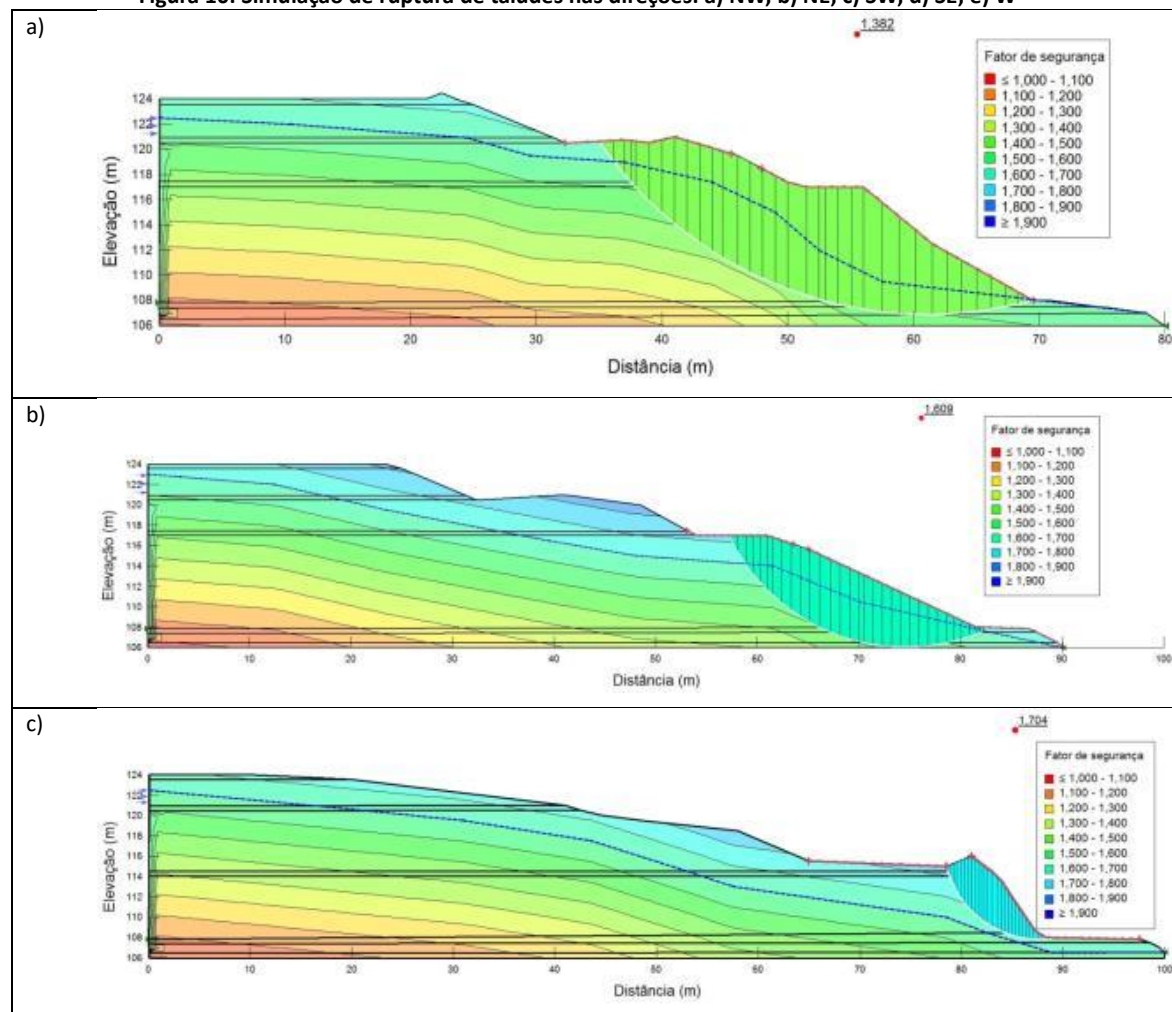 Figura 10: Simulação de ruptura de taludes nas direções: a) NW; b) NE; c) SW; d) SE; e) W
a)
1,382
Fator de segurança
≤ 1,000 - 1,100
1,100 - 1,200
1,200 - 1,300
1,300 - 1,400
1,400 - 1,500
1,500 - 1,600
1,600 - 1,700
1,700 - 1,800
1,800 - 1,900
≥ 1,900
Elevação (m)
124
122
120
118
116
114
112
110
108
106
0 10 20 30 40 50 60 70 80
Distância (m)
b)
1,609
Fator de segurança
≤ 1,000 - 1,100
1,100 - 1,200
1,200 - 1,300
1,300 - 1,400
1,400 - 1,500
1,500 - 1,600
1,600 - 1,700
1,700 - 1,800
1,800 - 1,900
≥ 1,900
Elevação (m)
124
122
120
118
116
114
112
110
108
106
0 10 20 30 40 50 60 70 80 90 100
Distância (m)
c)
1,704
Fator de segurança
≤ 1,000 - 1,100
1,100 - 1,200
1,200 - 1,300
1,300 - 1,400
1,400 - 1,500
1,500 - 1,600
1,600 - 1,700
1,700 - 1,800
1,800 - 1,900
≥ 1,900
Elevação (m)
124
122
120
118
116
114
112
110
108
106
0 10 20 30 40 50 60 70 80 90 100
Distância (m)